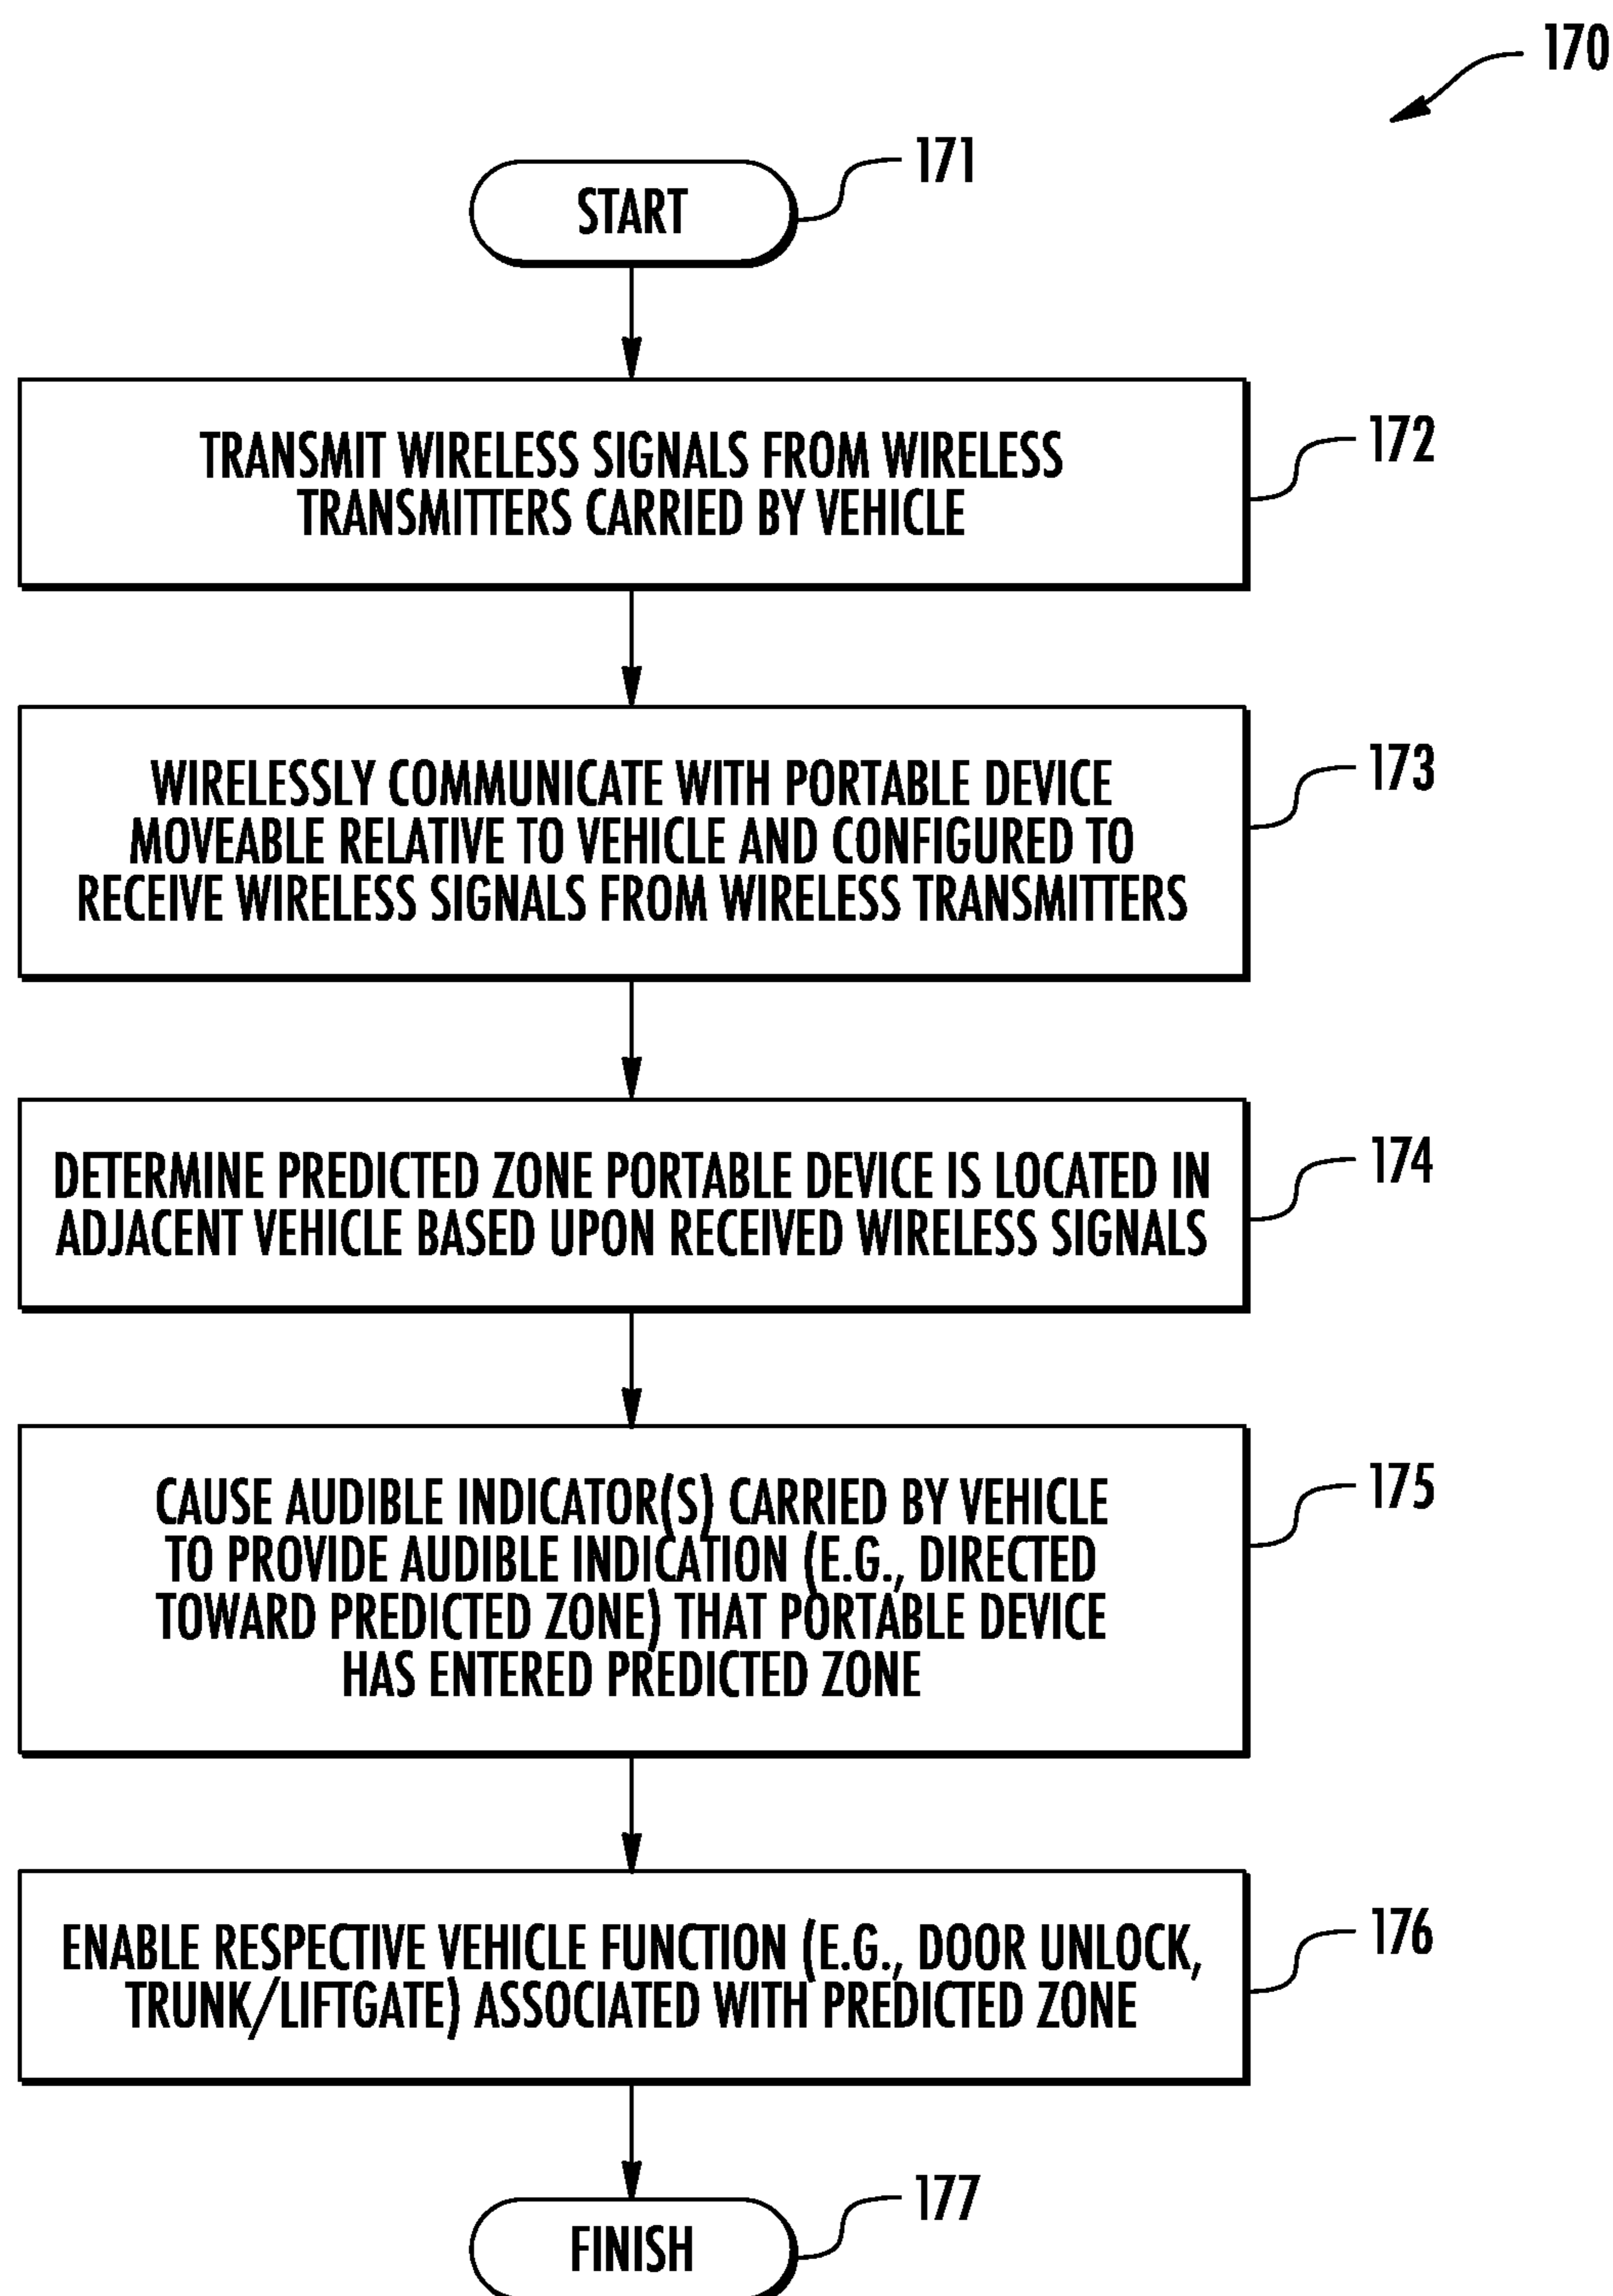 170
START
171
TRANSMIT WIRELESS SIGNALS FROM WIRELESS
TRANSMITTERS CARRIED BY VEHICLE
172
WIRELESSLY COMMUNICATE WITH PORTABLE DEVICE
MOVEABLE RELATIVE TO VEHICLE AND CONFIGURED TO
RECEIVE WIRELESS SIGNALS FROM WIRELESS TRANSMITTERS
173
DETERMINE PREDICTED ZONE PORTABLE DEVICE IS LOCATED IN
ADJACENT VEHICLE BASED UPON RECEIVED WIRELESS SIGNALS
174
CAUSE AUDIBLE INDICATOR(S) CARRIED BY VEHICLE
TO PROVIDE AUDIBLE INDICATION (E.G., DIRECTED
TOWARD PREDICTED ZONE) THAT PORTABLE DEVICE
HAS ENTERED PREDICTED ZONE
175
ENABLE RESPECTIVE VEHICLE FUNCTION (E.G., DOOR UNLOCK,
TRUNK/LIFTGATE) ASSOCIATED WITH PREDICTED ZONE
176
FINISH
177